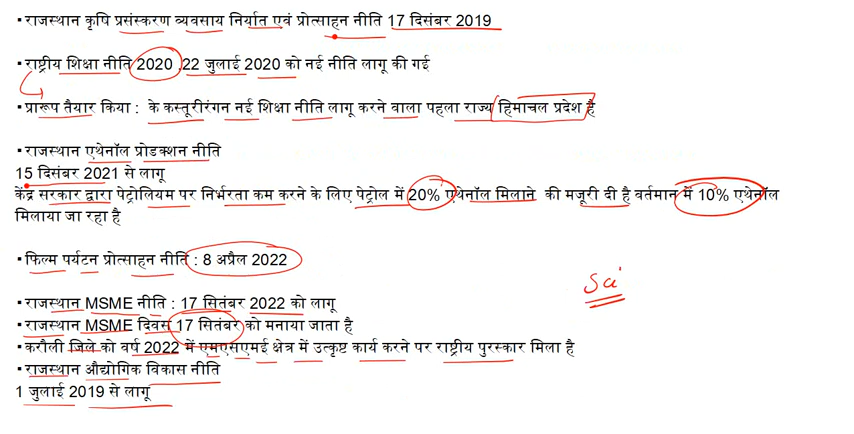 ▪राजस्थान कृषि प्रसंस्करण व्यवसाय निर्यात एवं प्रोत्साहन नीति 17 दिसंबर 2019
▪राष्ट्रीय शिक्षा नीति 2020 22 जुलाई 2020 को नई नीति लागू की गई
▪प्रारूप तैयार किया : के कस्तूरीरंगन नई शिक्षा नीति लागू करने वाला पहला राज्य हिमाचल प्रदेश है
▪राजस्थान एथेनॉल प्रोडक्शन नीति
15 दिसंबर 2021 से लागू
केंद्र सरकार द्वारा पेट्रोलियम पर निर्भरता कम करने के लिए पेट्रोल में 20% एथेनॉल मिलाने की मजूरी दी है वर्तमान में 10% एथेनॉल
मिलाया जा रहा है
▪फिल्म पर्यटन प्रोत्साहन नीति : 8 अप्रैल 2022
Sci
▪राजस्थान MSME नीति : 17 सितंबर 2022 को लागू
▪राजस्थान MSME दिवस 17 सितंबर को मनाया जाता है
▪करौली जिले को वर्ष 2022 में एमएसएमई क्षेत्र में उत्कृष्ट कार्य करने पर राष्ट्रीय पुरस्कार मिला है
▪राजस्थान औद्योगिक विकास नीति
1 जुलाई 2019 से लागू